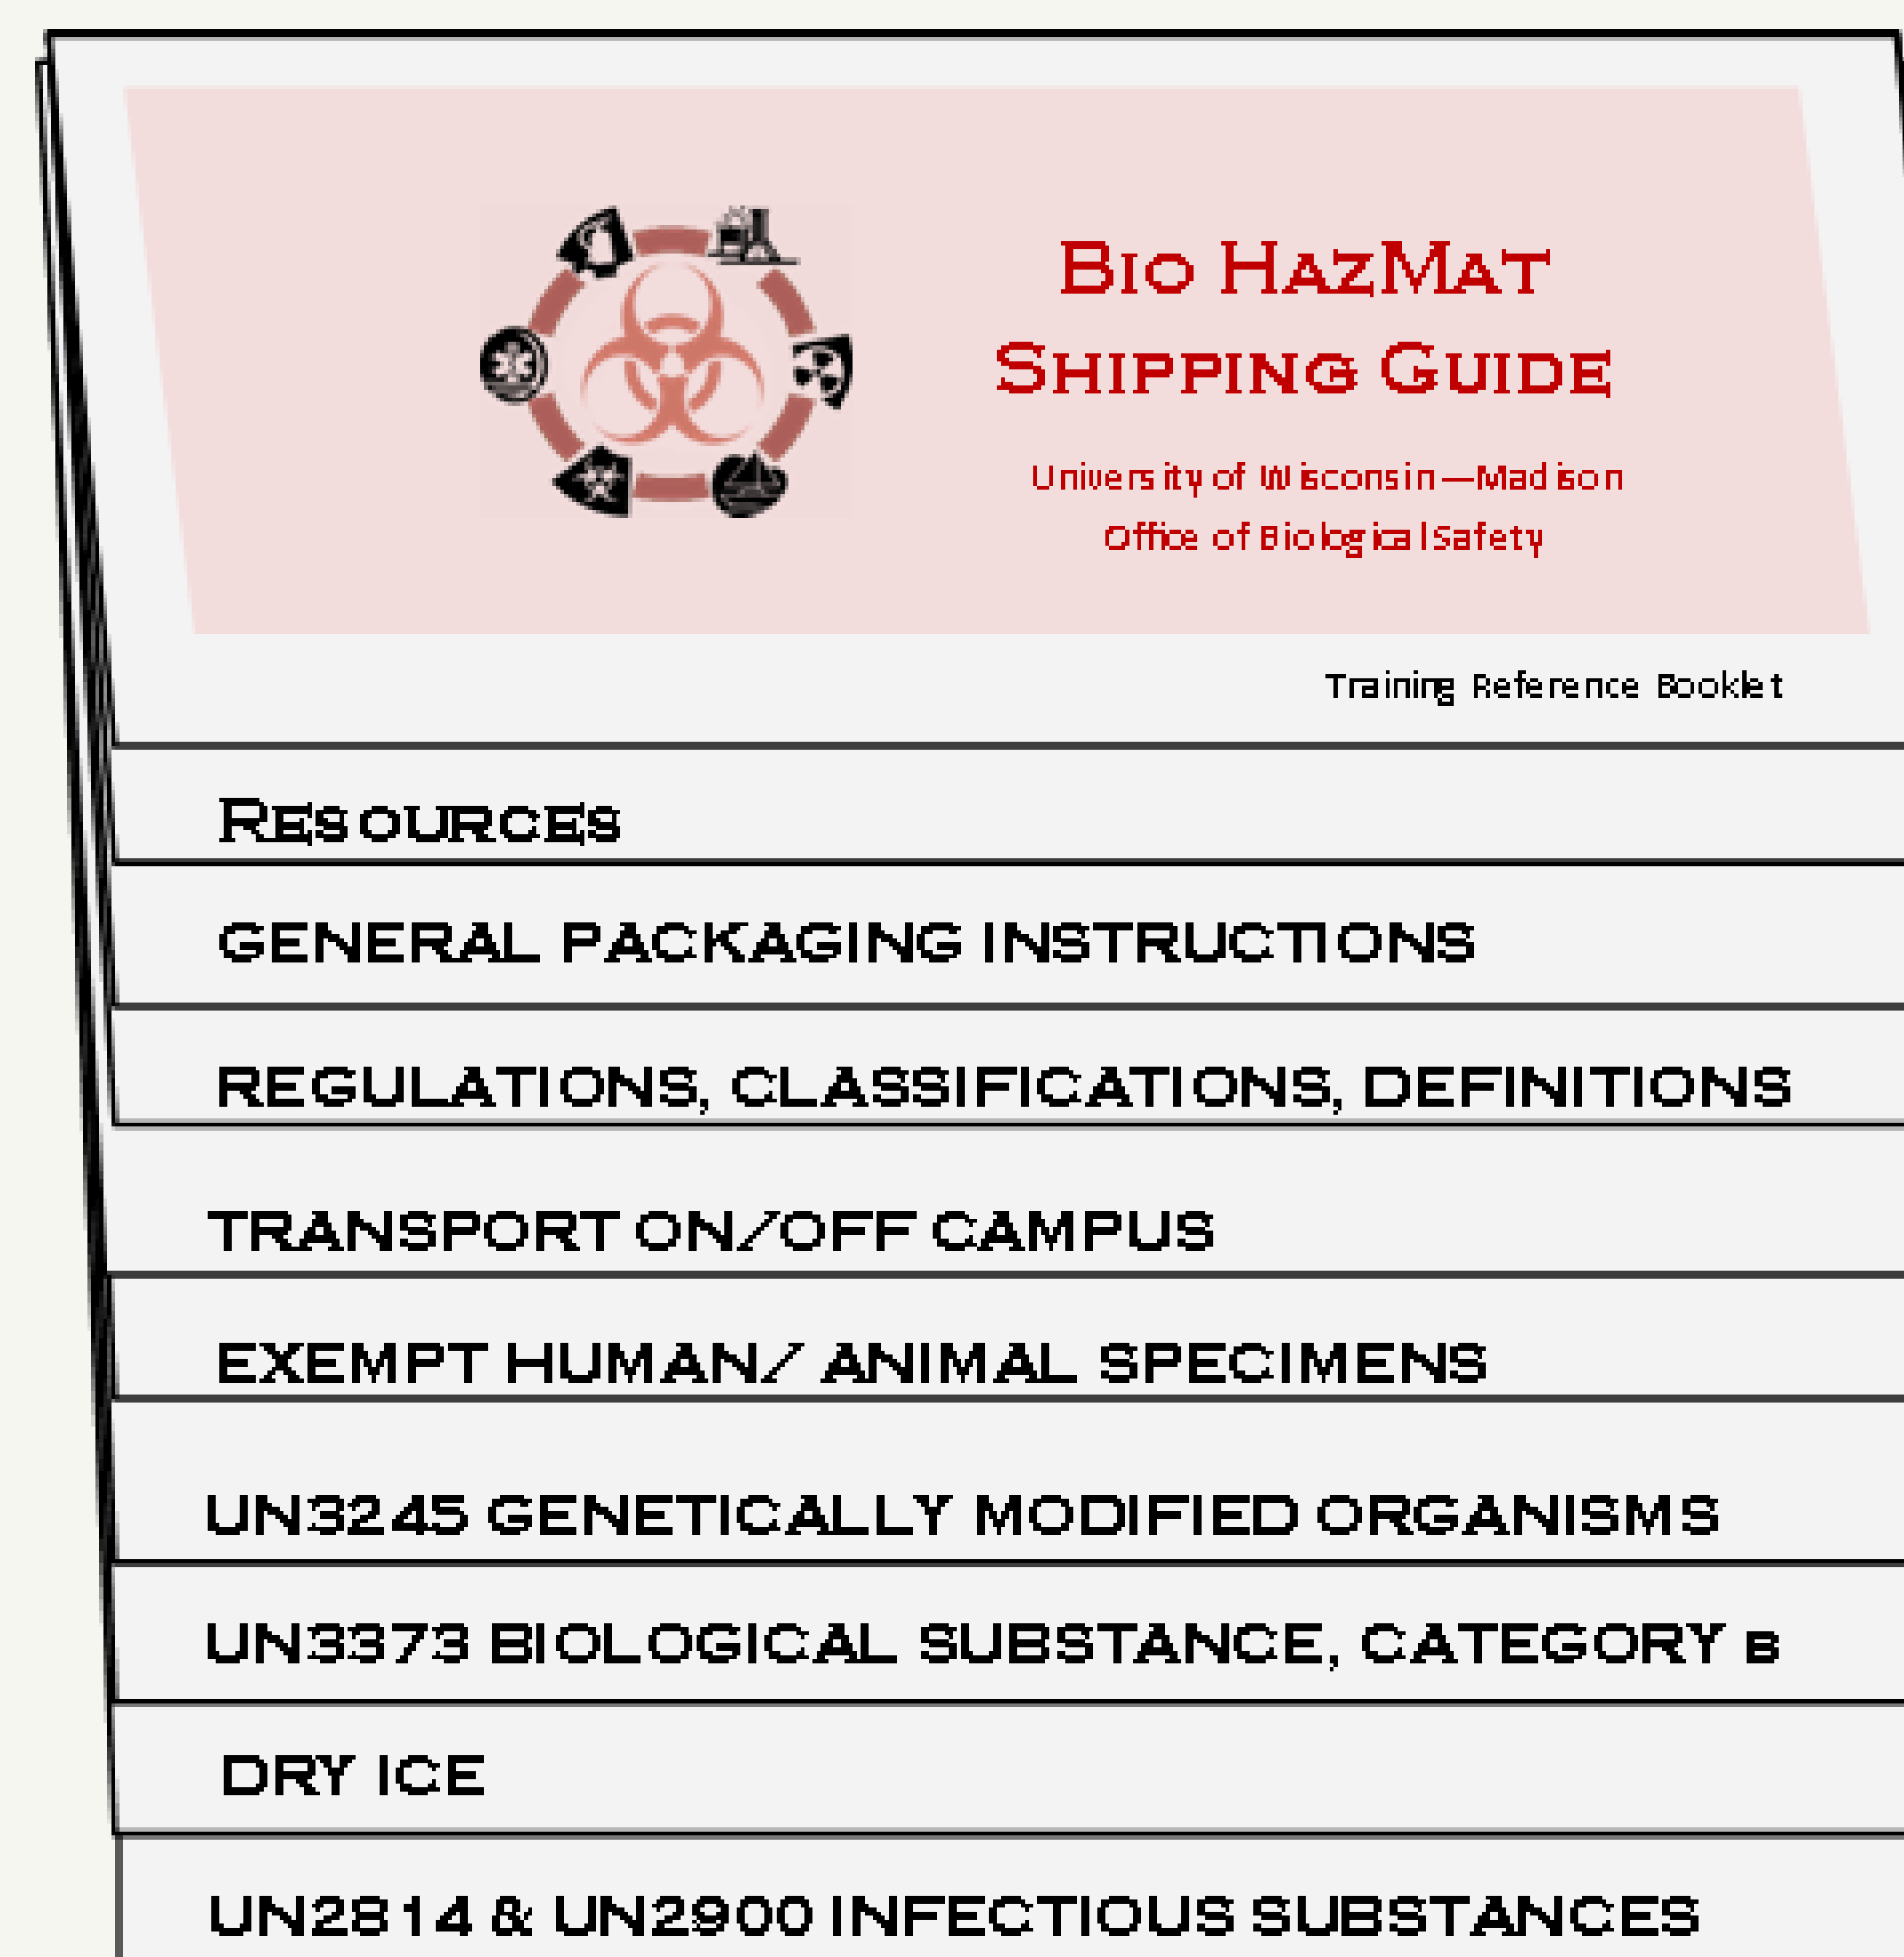 Bio HazMat
Shipping Guide
University of Wisconsin—Madison
Office of Biological Safety
Training Reference Booklet
Resources
GENERAL PACKAGING INSTRUCTIONS
REGULATIONS, CLASSIFICATIONS, DEFINITIONS
TRANSPORT ON/OFF CAMPUS
EXEMPT HUMAN/ ANIMAL SPECIMENS
UN3245 GENETICALLY MODIFIED ORGANISMS
UN3373 BIOLOGICAL SUBSTANCE, CATEGORY B
DRY ICE
UN2814 & UN2900 INFECTIOUS SUBSTANCES